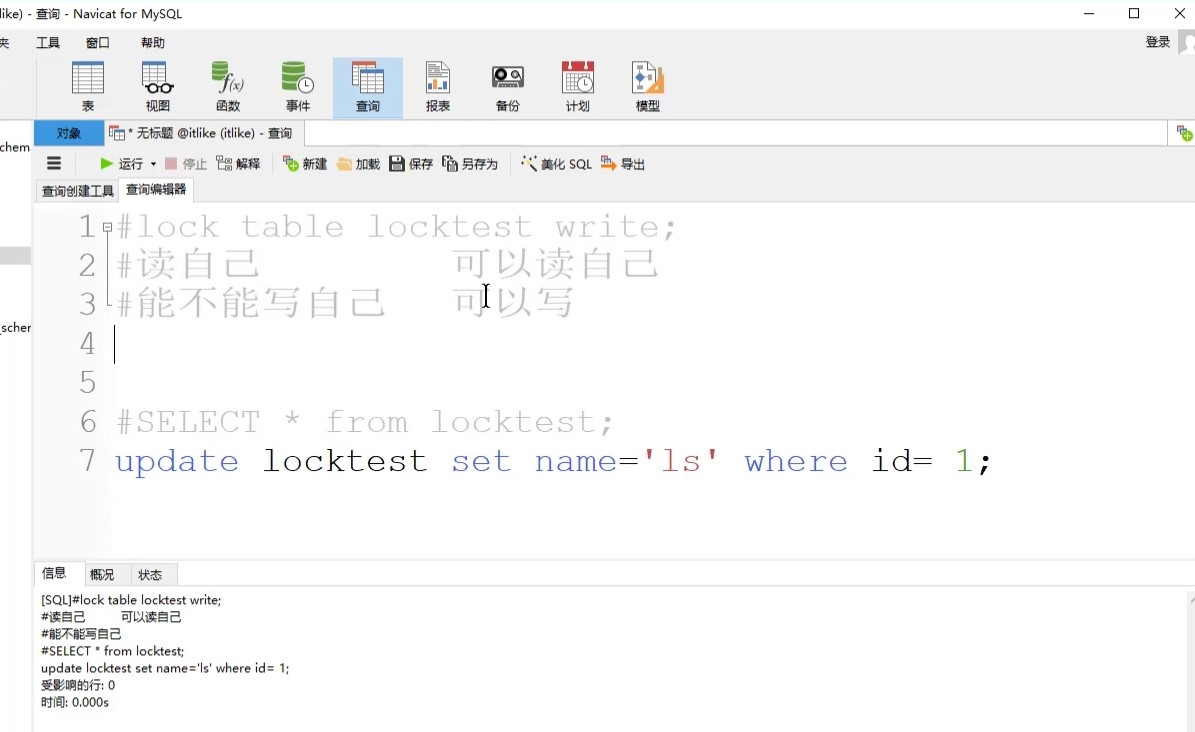 like) - 查询 - Navicat for MySQL
夹 工具 窗口 帮助 登录
表 视图 函数 事件 查询 报表 备份 计划 模型
对象 * 无标题 @itlike (itlike) - 查询
chem
运行 停止 解释 新建 加载 保存 另存为 美化 SQL 导出
查询创建工具 查询编辑器
1 #lock table locktest write;
2 #读自己 可以读自己
3 #能不能写自己 可以写
_scher
4
5
6 #SELECT * from locktest;
7 update locktest set name='ls' where id= 1;
信息 概况 状态
[SQL]#lock table locktest write;
#读自己 可以读自己
#能不能写自己
#SELECT * from locktest;
update locktest set name='ls' where id= 1;
受影响的行: 0
时间: 0.000s